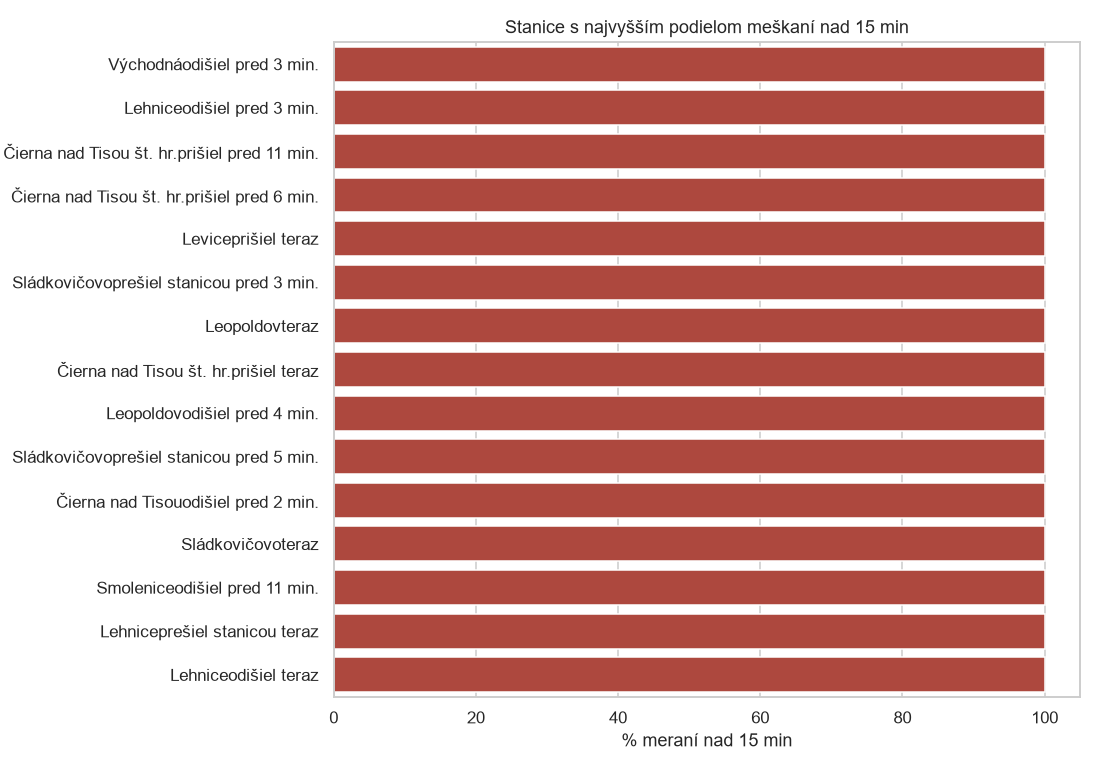 Stanice s najvyšším podielom meškaní nad 15 min
Východnáodišiel pred 3 min.
Lehniceodišiel pred 3 min.
Čierna nad Tisou št. hr.prišiel pred 11 min.
Čierna nad Tisou št. hr.prišiel pred 6 min.
Leviceprišiel teraz
Sládkovičovoprešiel stanicou pred 3 min.
Leopoldovteraz
Čierna nad Tisou št. hr.prišiel teraz
Leopoldovodišiel pred 4 min.
Sládkovičovoprešiel stanicou pred 5 min.
Čierna nad Tisouodišiel pred 2 min.
Sládkovičovoteraz
Smoleniceodišiel pred 11 min.
Lehniceprešiel stanicou teraz
Lehniceodišiel teraz
0 20 40 60 80 100
% meraní nad 15 min